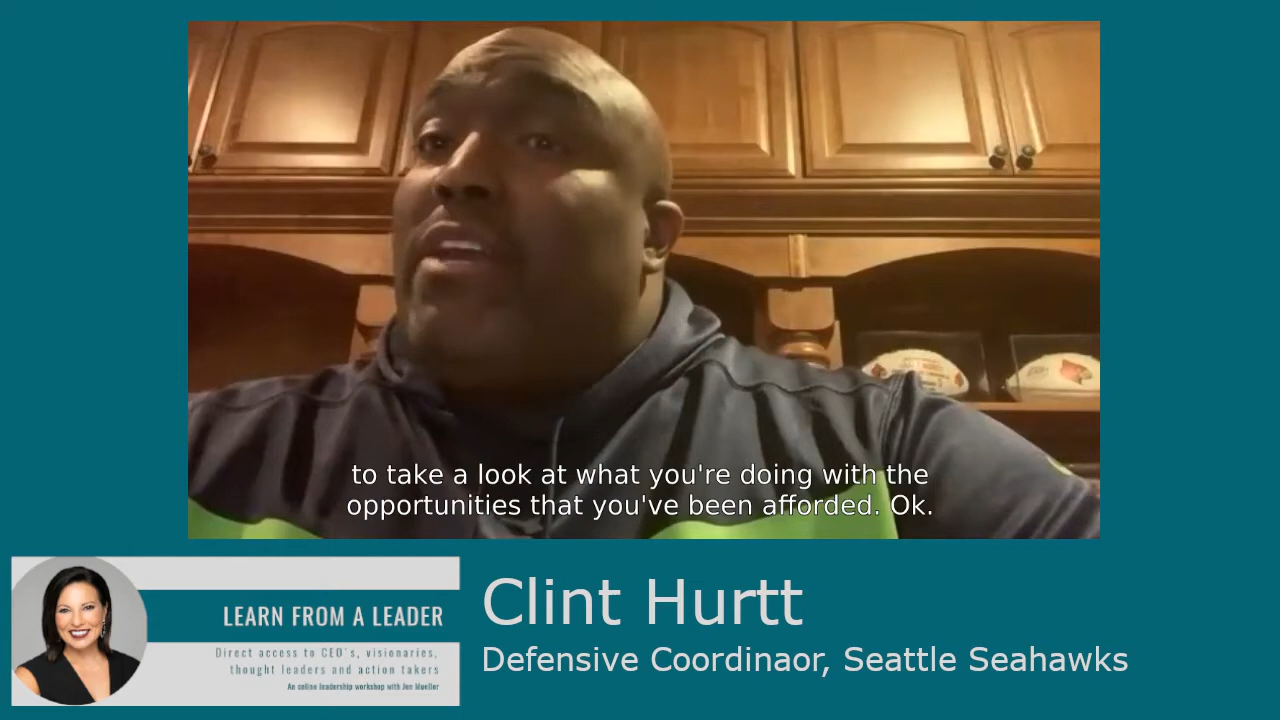 to take a look at what you're doing with the
opportunities that you've been afforded. Ok.
LEARN FROM A LEADER
Direct access to CEO's, visionaries,
thought leaders and action takers
An online leadership workshop with Jen Mueller
Clint Hurtt
Defensive Coordinaor, Seattle Seahawks